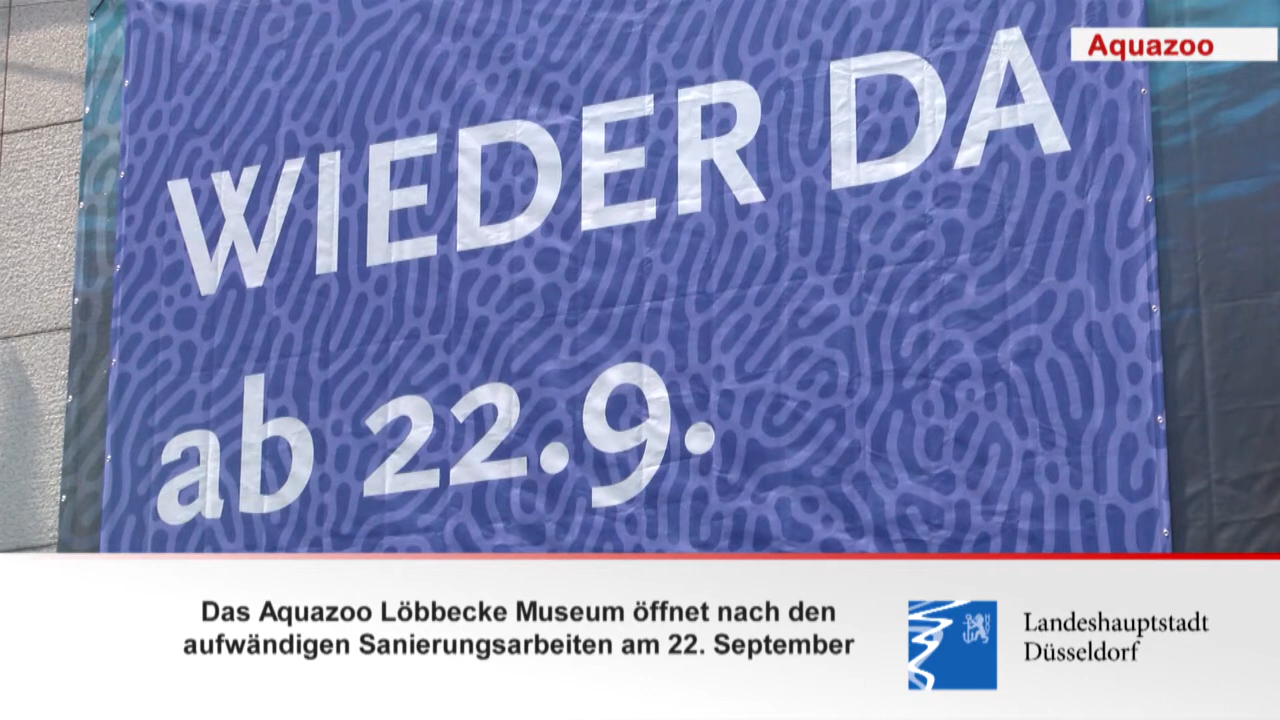 Aquazoo
WIEDER DA
ab 22.9.
Das Aquazoo Löbbecke Museum öffnet nach den
aufwändigen Sanierungsarbeiten am 22. September
Landeshauptstadt
Düsseldorf